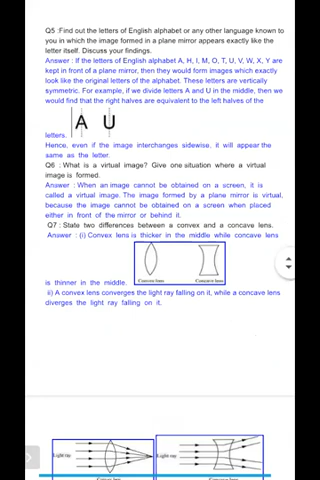 Q5 :Find out the letters of English alphabet or any other language known to
you in which the image formed in a plane mirror appears exactly like the
letter itself. Discuss your findings.
Answer : If the letters of English alphabet A, H, I, M, O, T, U, V, W, X, Y are
kept in front of a plane mirror, then they would form images which exactly
look like the original letters of the alphabet. These letters are vertically
symmetric. For example, if we divide letters A and U in the middle, then we
would find that the right halves are equivalent to the left halves of the
A U
letters.
Hence, even if the image interchanges sidewise, it will appear the
same as the letter
Q6 : What is a virtual image? Give one situation where a virtual
image is formed.
Answer : When an image cannot be obtained on a screen, it is
called a virtual image. The image formed by a plane mirror is virtual,
because the image cannot be obtained on a screen when placed
either in front of the mirror or behind it.
Q7 : State two differences between a convex and a concave lens.
Answer : (i) Convex lens is thicker in the middle while concave lens
Convex lens Concave lens
is thinner in the middle.
ii) A convex lens converges the light ray falling on it, while a concave lens
diverges the light ray falling on it.
Light ray Light ray